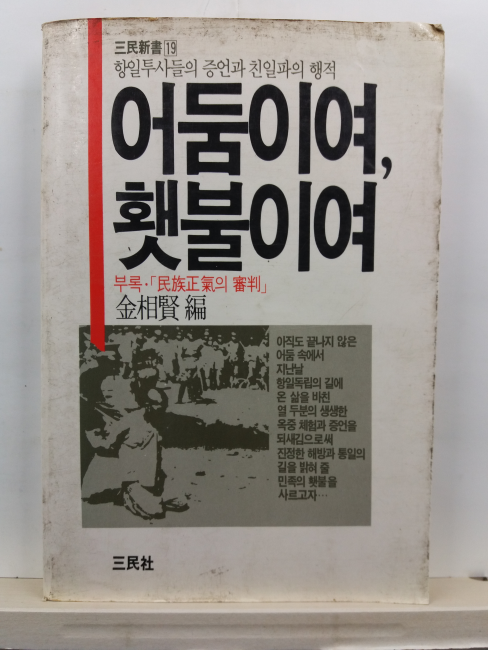 三民新書 19
항일투사들의 증언과 친일파의 행적
어둠이여,
횃불이여
부록·「民族正氣의 審判」
金相賢 編
아직도 끝나지 않은
어둠 속에서
지난날
항일독립의 길에
온 삶을 바친
열 두분의 생생한
옥중 체험과 증언을
되새김으로써
진정한 해방과 통일의
길을 밝혀 줄
민족의 횃불을
사르고자…
三民社